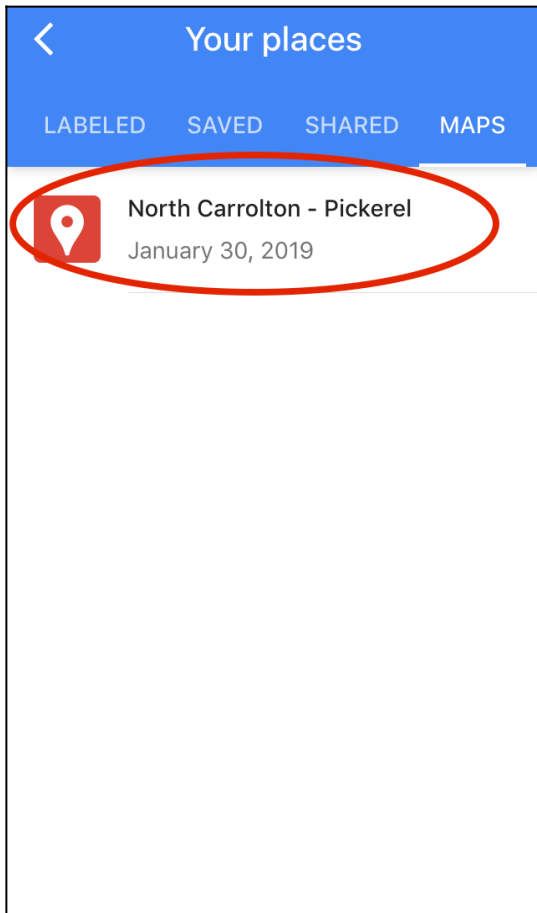 Your places
LABELED SAVED SHARED MAPS
North Carrolton - Pickerel
January 30, 2019